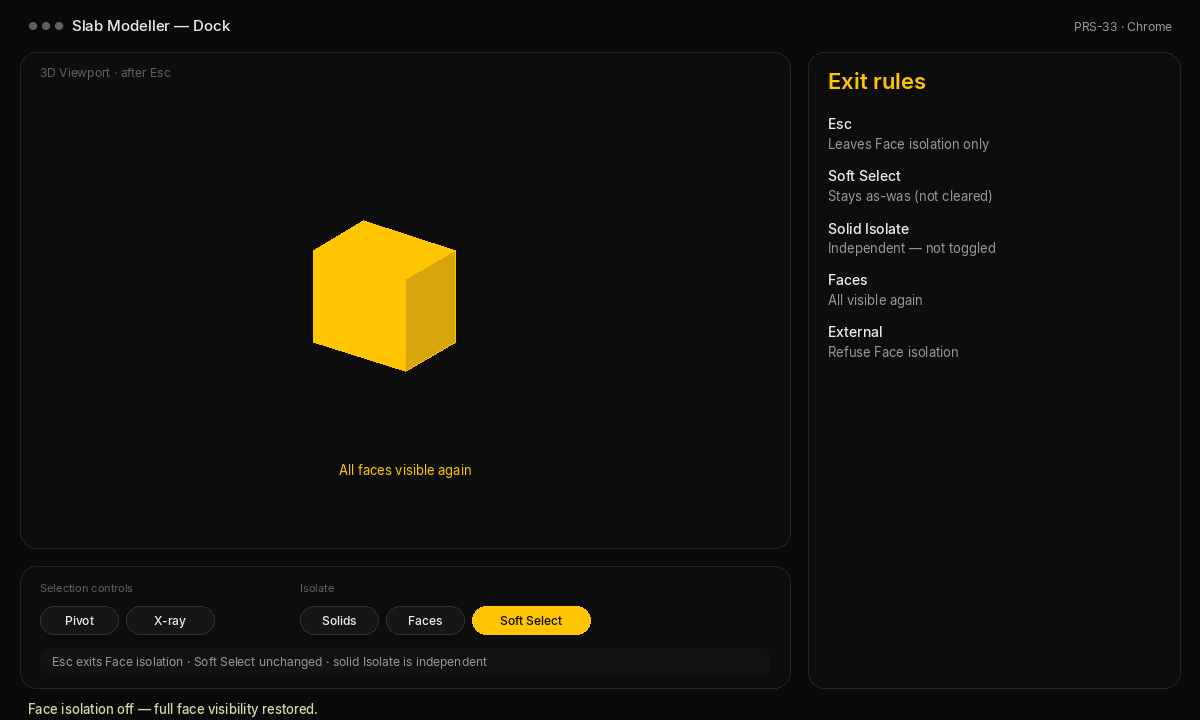 Slab Modeller — Dock
PRS-33 · Chrome
3D Viewport · after Esc
All faces visible again
Exit rules
Esc
Leaves Face isolation only
Soft Select
Stays as-was (not cleared)
Solid Isolate
Independent — not toggled
Faces
All visible again
External
Refuse Face isolation
Selection controls
Isolate
Pivot
X-ray
Solids
Faces
Soft Select
Esc exits Face isolation · Soft Select unchanged · solid Isolate is independent
Face isolation off — full face visibility restored.